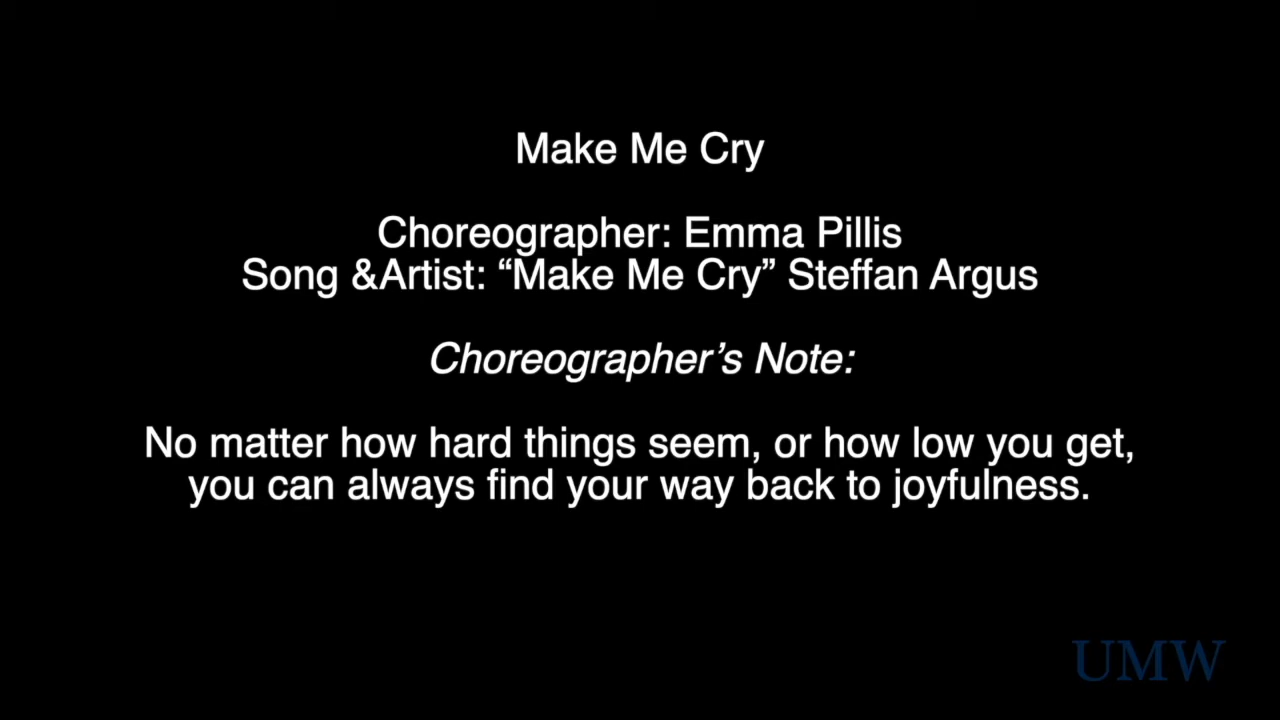 Make Me Cry
Choreographer: Emma Pillis
Song &Artist: “Make Me Cry” Steffan Argus
Choreographer’s Note:
No matter how hard things seem, or how low you get,
you can always find your way back to joyfulness.
UMW